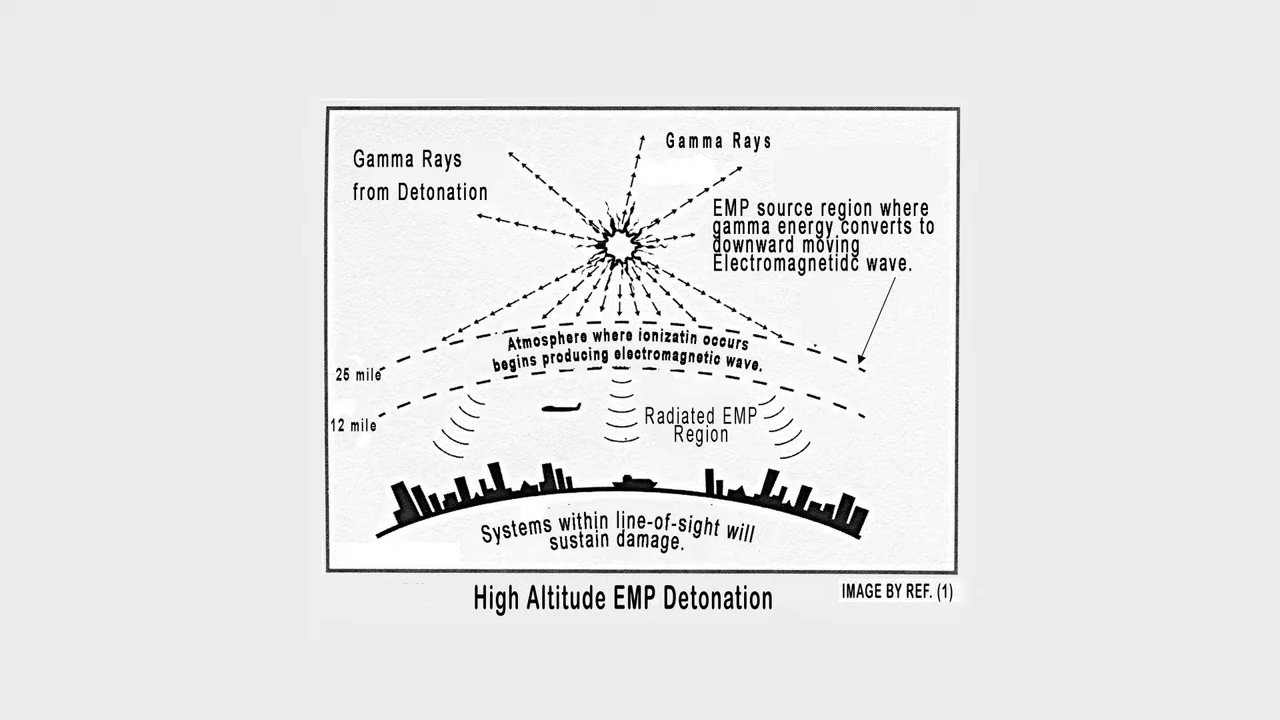 Gamma Rays
from Detonation
Gamma Rays
EMP source region where
gamma energy converts to
downward moving
Electromagnetidc wave.
Atmosphere where ionizatin occurs
begins producing electromagnetic wave.
25 mile
12 mile
Radiated EMP
Region
Systems within line-of-sight will
sustain damage.
High Altitude EMP Detonation
IMAGE BY REF. (1)